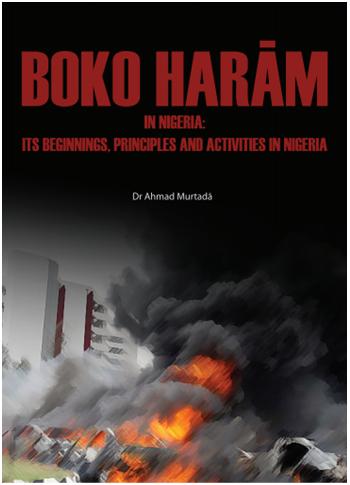 BOKO HARĀM
IN NIGERIA:
ITS BEGINNINGS, PRINCIPLES AND ACTIVITIES IN NIGERIA
Dr Ahmad Murtadā